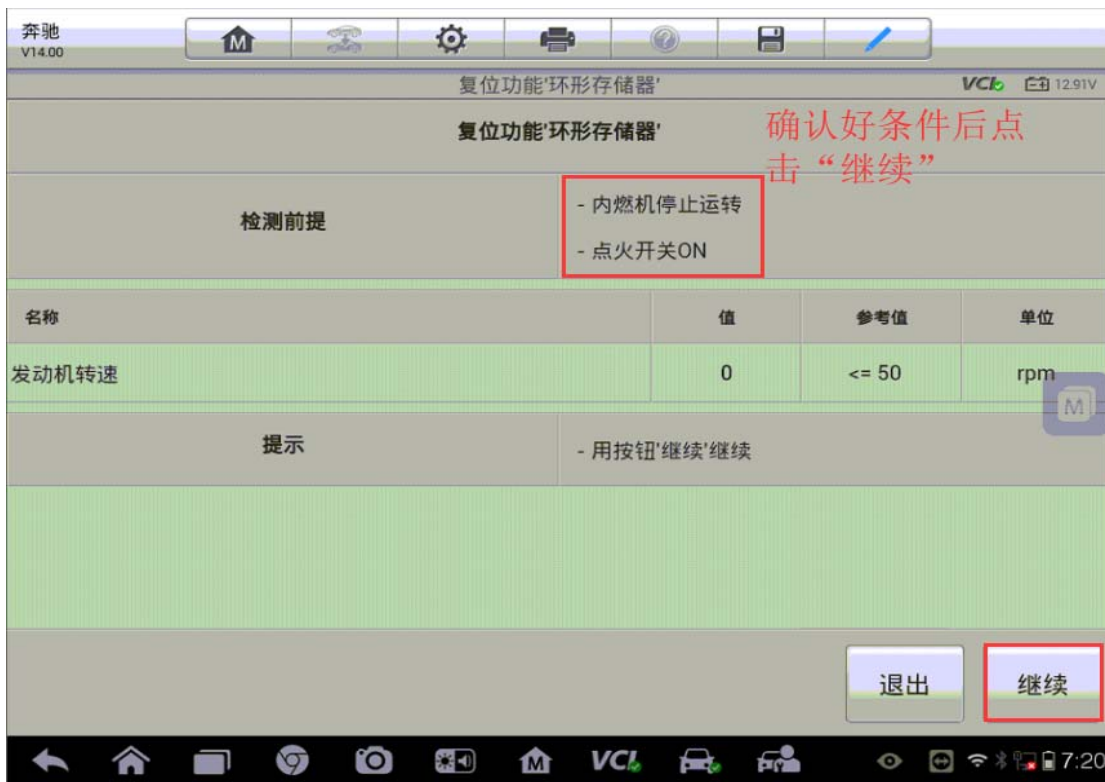 奔驰
V14.00
M
复位功能'环形存储器'
VCI 12.91V
复位功能'环形存储器'
确认好条件后点
击“继续”
检测前提
- 内燃机停止运转
- 点火开关ON
名称 值 参考值 单位
发动机转速 0 <= 50 rpm
M
提示
- 用按钮'继续'继续
退出 继续
M VCI 7:20